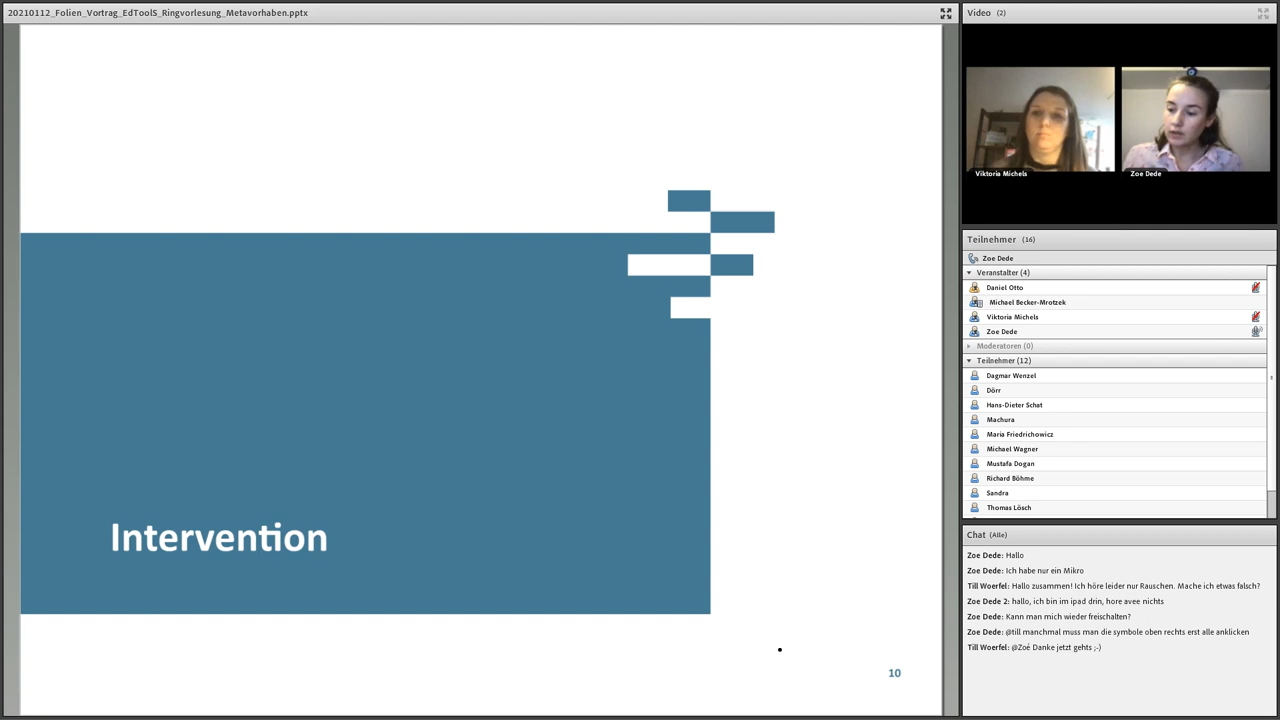 20210112_Folien_Vortrag_EdToolS_Ringvorlesung_Metavorhaben.pptx
Intervention
10
Video (2)
Viktoria Michels
Zoe Dede
Teilnehmer (16)
Zoe Dede
Veranstalter (4)
Daniel Otto
Michael Becker-Mrotzek
Viktoria Michels
Zoe Dede
Moderatoren (0)
Teilnehmer (12)
Dagmar Wenzel
Dörr
Hans-Dieter Schat
Machura
Maria Friedrichowicz
Michael Wagner
Mustafa Dogan
Richard Böhme
Sandra
Thomas Lösch
Chat (Alle)
Zoe Dede: Hallo
Zoe Dede: Ich habe nur ein Mikro
Till Woerfel: Hallo zusammen! Ich höre leider nur Rauschen. Mache ich etwas falsch?
Zoe Dede 2: hallo, ich bin im ipad drin, hore avee nichts
Zoe Dede: Kann man mich wieder freischalten?
Zoe Dede: @till manchmal muss man die symbole oben rechts erst alle anklicken
Till Woerfel: @Zoé Danke jetzt gehts ;-)